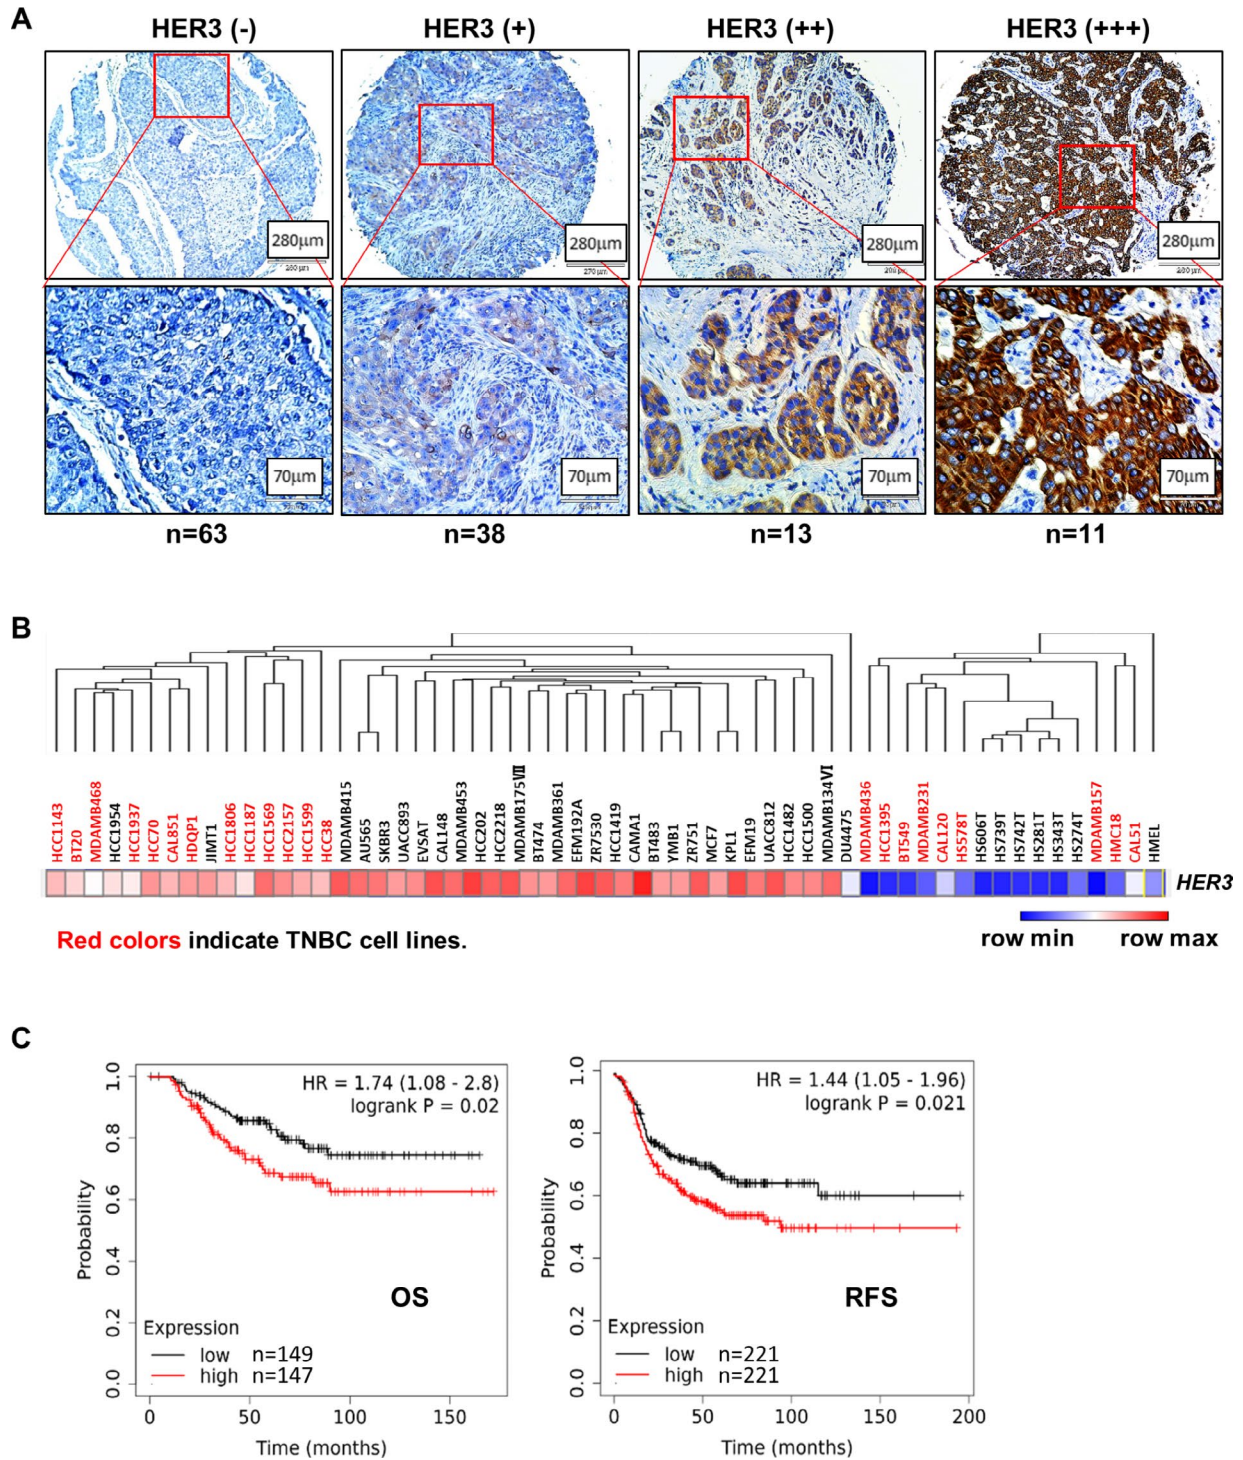 A
HER3 (-)
HER3 (+)
HER3 (++)
HER3 (+++)
280μm
280μm
280μm
280μm
280 μm
270 μm
70μm
70μm
70μm
70μm
n=63
n=38
n=13
n=11
B
HCC1143
BT20
MDAMB468
HCC1954
HCC1937
HCC70
CAL851
HDQP1
JIMT1
HCC1806
HCC1187
HCC1569
HCC2157
HCC1599
HCC38
MDAMB415
AU565
SKBR3
UACC893
EVSAT
CAL148
MDAMB453
HCC202
HCC2218
MDAMB175Ⅶ
BT474
MDAMB361
EFM192A
ZR7530
HCC1419
CAMA1
BT483
YMB1
ZR751
MCF7
KPL1
EFM19
UACC812
HCC1482
HCC1500
MDAMB134Ⅵ
DU4475
MDAMB436
HCC1395
BT549
MDAMB231
CAL120
HS578T
HS606T
HS739T
HS742T
HS281T
HS343T
HS274T
MDAMB157
HMC18
CAL51
HMEL
HER3
Red colors indicate TNBC cell lines.
row min
row max
C
HR = 1.74 (1.08 - 2.8)
logrank P = 0.02
Probability
1.0
0.8
0.6
0.4
0.2
0.0
OS
Expression
low n=149
high n=147
0 50 100 150
Time (months)
HR = 1.44 (1.05 - 1.96)
logrank P = 0.021
Probability
1.0
0.8
0.6
0.4
0.2
0.0
RFS
Expression
low n=221
high n=221
0 50 100 150 200
Time (months)